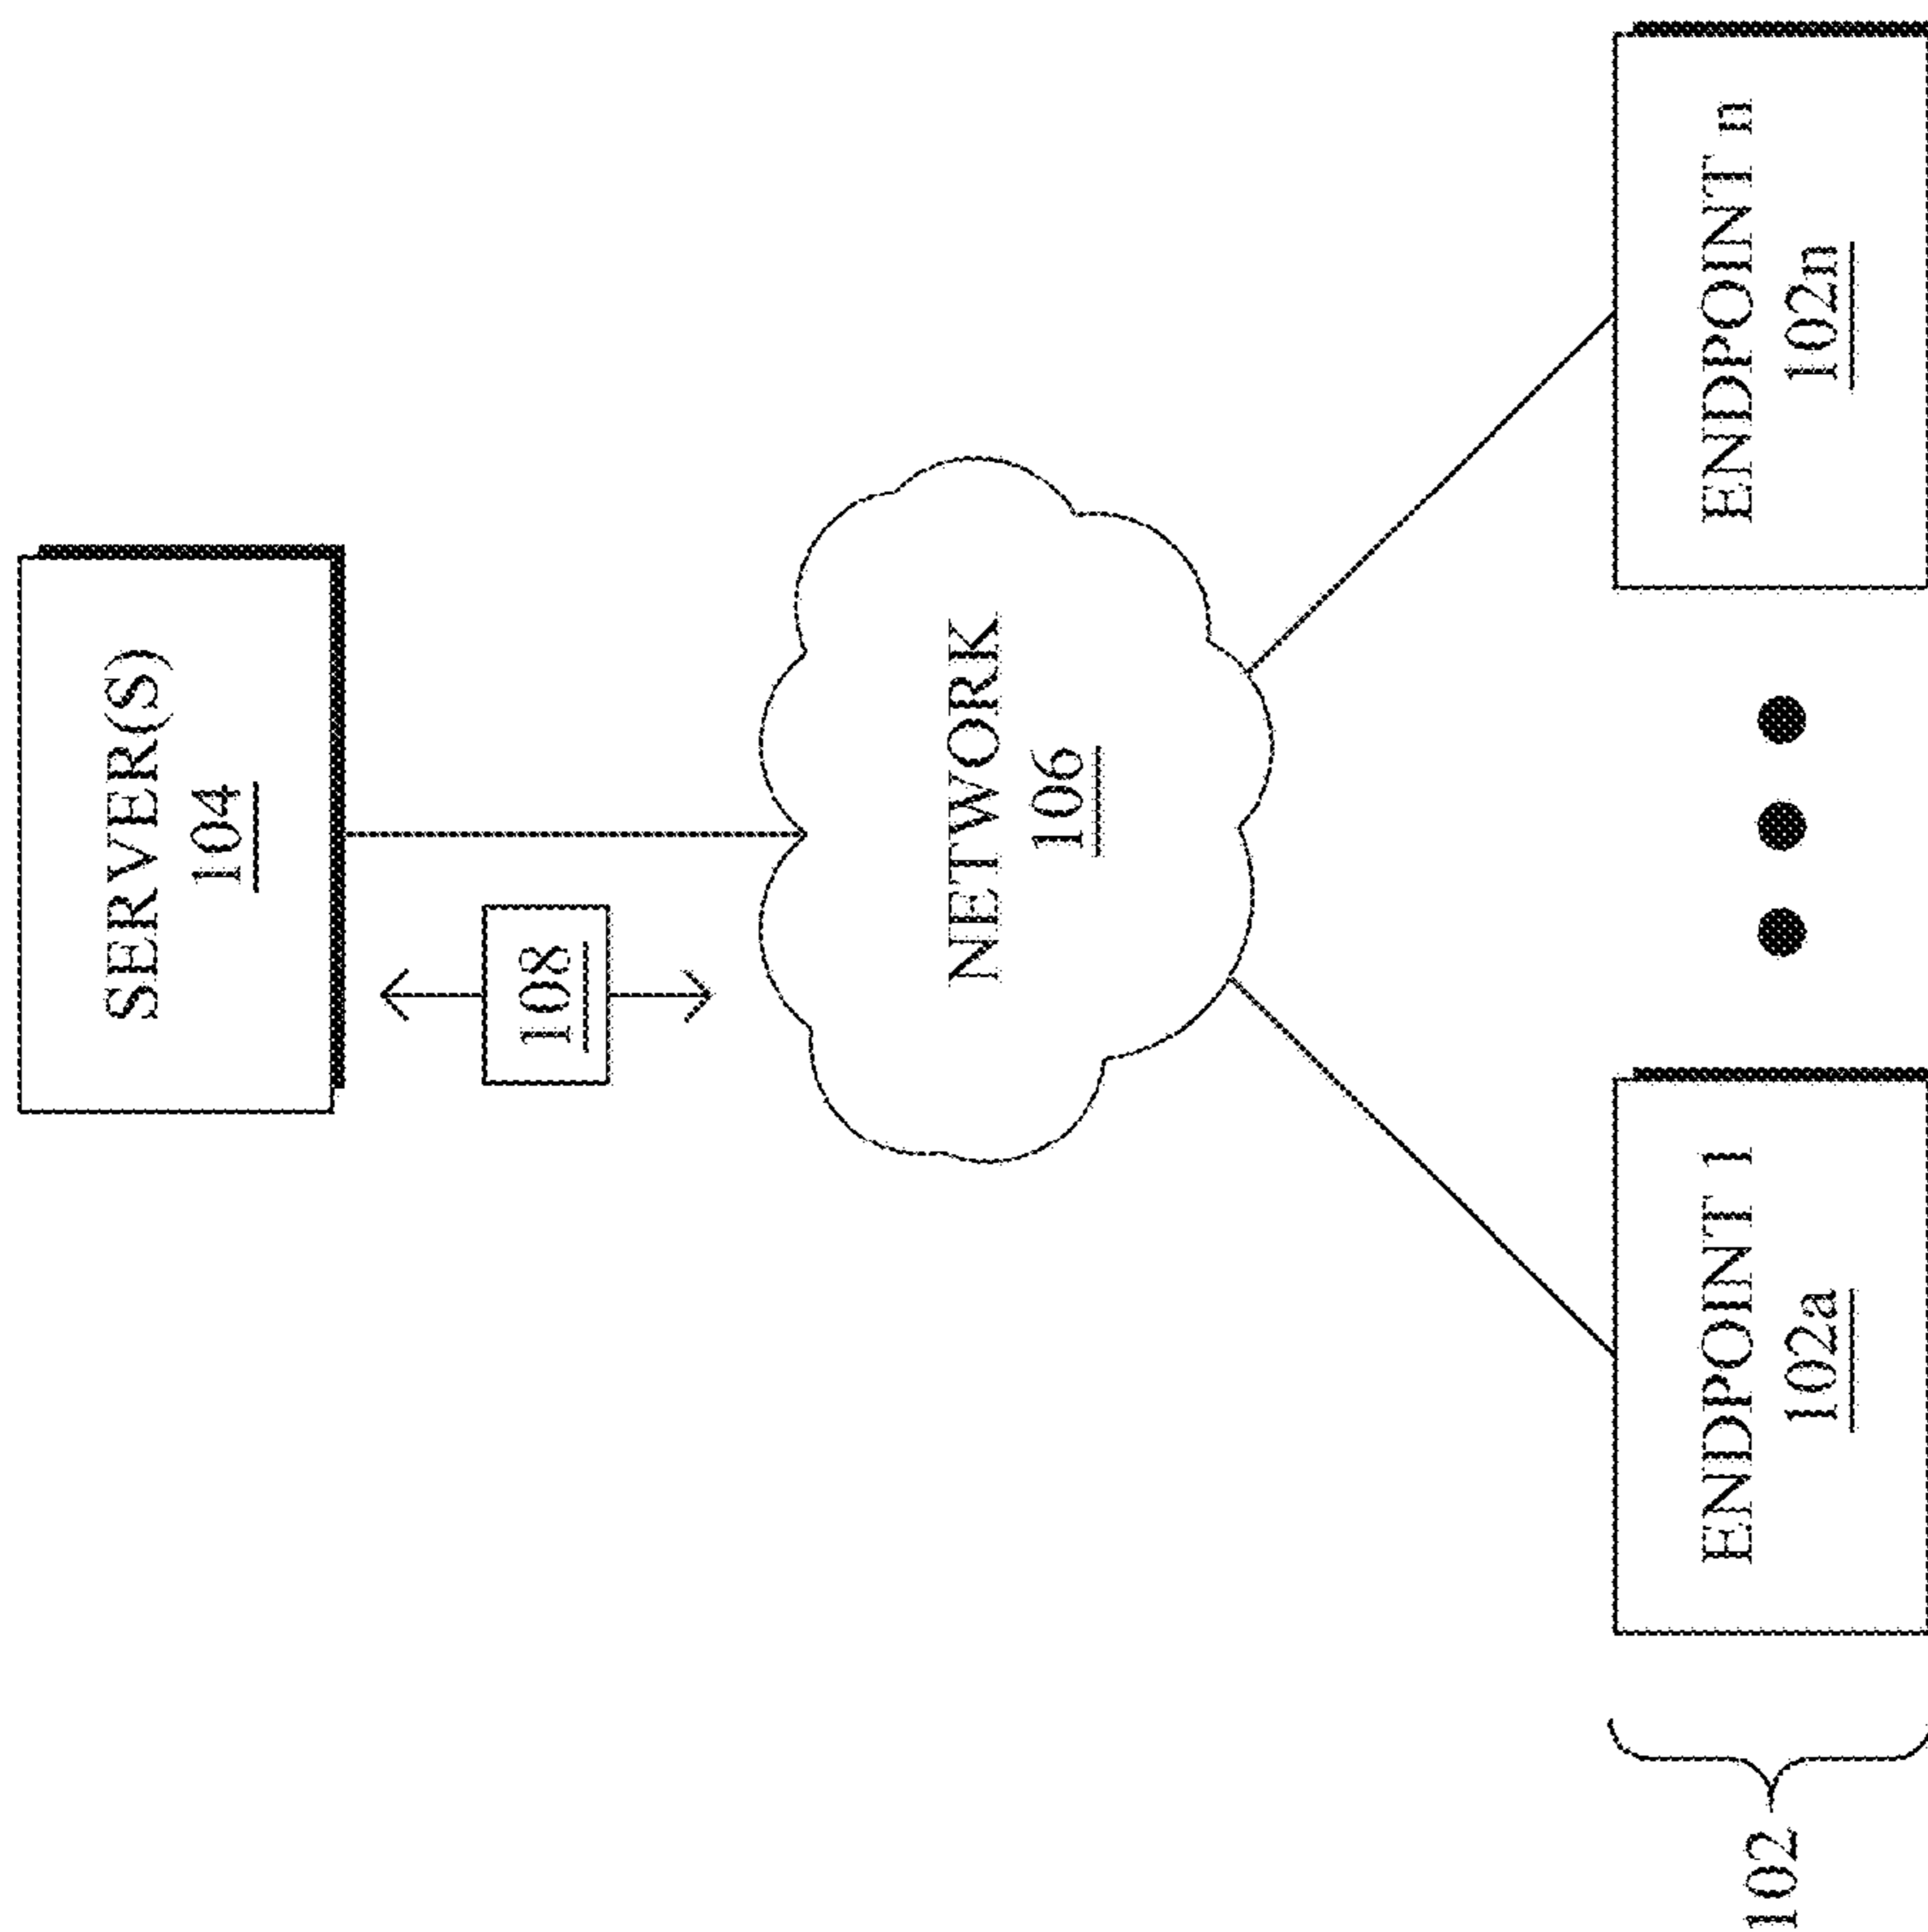 SERVER(S)
104
108
NETWORK
106
ENDPOINT 1
102a
ENDPOINT n
102n
102